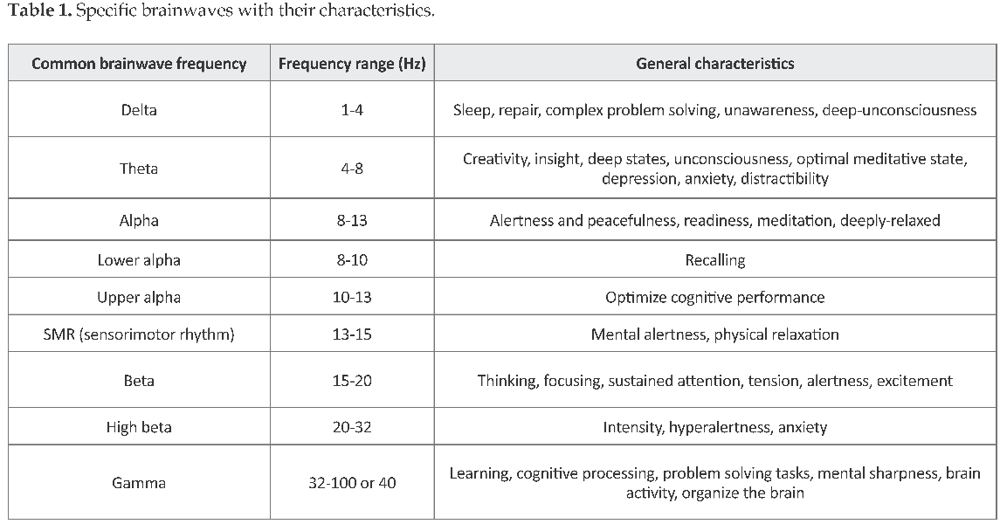 Table 1. Specific brainwaves with their characteristics.
Common brainwave frequency Frequency range (Hz) General characteristics
Delta 1-4 Sleep, repair, complex problem solving, unawareness, deep-unconsciousness
Theta 4-8 Creativity, insight, deep states, unconsciousness, optimal meditative state,
depression, anxiety, distractibility
Alpha 8-13 Alertness and peacefulness, readiness, meditation, deeply-relaxed
Lower alpha 8-10 Recalling
Upper alpha 10-13 Optimize cognitive performance
SMR (sensorimotor rhythm) 13-15 Mental alertness, physical relaxation
Beta 15-20 Thinking, focusing, sustained attention, tension, alertness, excitement
High beta 20-32 Intensity, hyperalertness, anxiety
Gamma 32-100 or 40 Learning, cognitive processing, problem solving tasks, mental sharpness, brain
activity, organize the brain